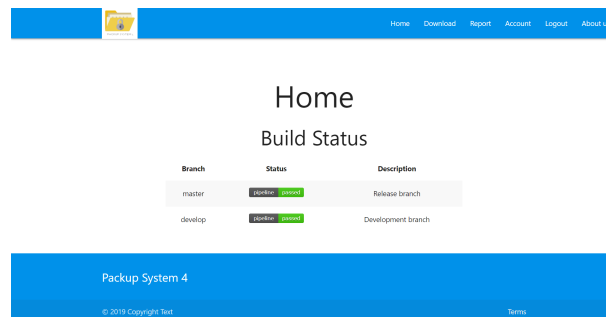 Home Download Report Account Logout About u
Home
Build Status
Branch Status Description
master pipeline passed Release branch
develop pipeline passed Development branch
Packup System 4
© 2019 Copyright Text Terms